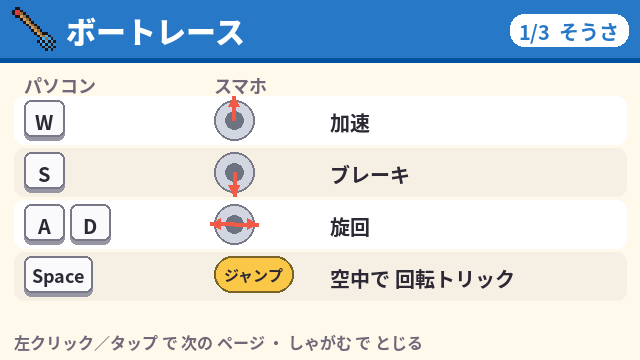 ボートレース
1/3 そうさ
パソコン スマホ
W 加速
S ブレーキ
A D 旋回
Space ジャンプ 空中で 回転トリック
左クリック／タップ で 次の ページ ・ しゃがむ で とじる